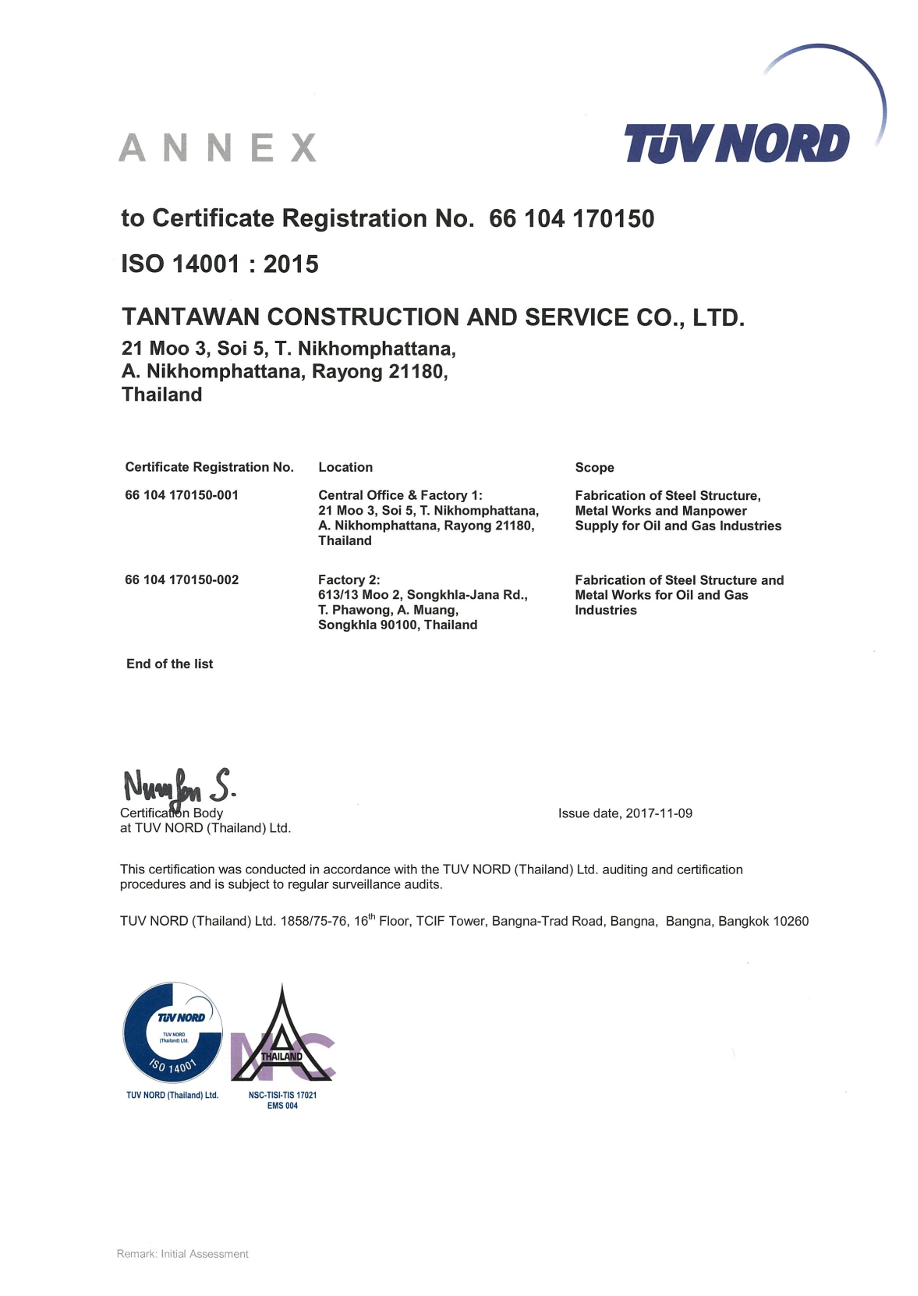 ANNEX
TÜV NORD
to Certificate Registration No. 66 104 170150
ISO 14001 : 2015
TANTAWAN CONSTRUCTION AND SERVICE CO., LTD.
21 Moo 3, Soi 5, T. Nikhomphattana,
A. Nikhomphattana, Rayong 21180,
Thailand
Certificate Registration No. Location Scope
66 104 170150-001 Central Office & Factory 1: Fabrication of Steel Structure,
21 Moo 3, Soi 5, T. Nikhomphattana, Metal Works and Manpower
A. Nikhomphattana, Rayong 21180, Supply for Oil and Gas Industries
Thailand
66 104 170150-002 Factory 2: Fabrication of Steel Structure and
613/13 Moo 2, Songkhla-Jana Rd., Metal Works for Oil and Gas
T. Phawong, A. Muang, Industries
Songkhla 90100, Thailand
End of the list
Numfon S.
Certification Body Issue date, 2017-11-09
at TUV NORD (Thailand) Ltd.
This certification was conducted in accordance with the TUV NORD (Thailand) Ltd. auditing and certification
procedures and is subject to regular surveillance audits.
TUV NORD (Thailand) Ltd. 1858/75-76, 16th Floor, TCIF Tower, Bangna-Trad Road, Bangna, Bangna, Bangkok 10260
TÜV NORD
TUV NORD
(Thailand) Ltd.
ISO 14001
NAC
THAILAND
TUV NORD (Thailand) Ltd. NSC-TISI-TIS 17021
EMS 004
Remark: Initial Assessment